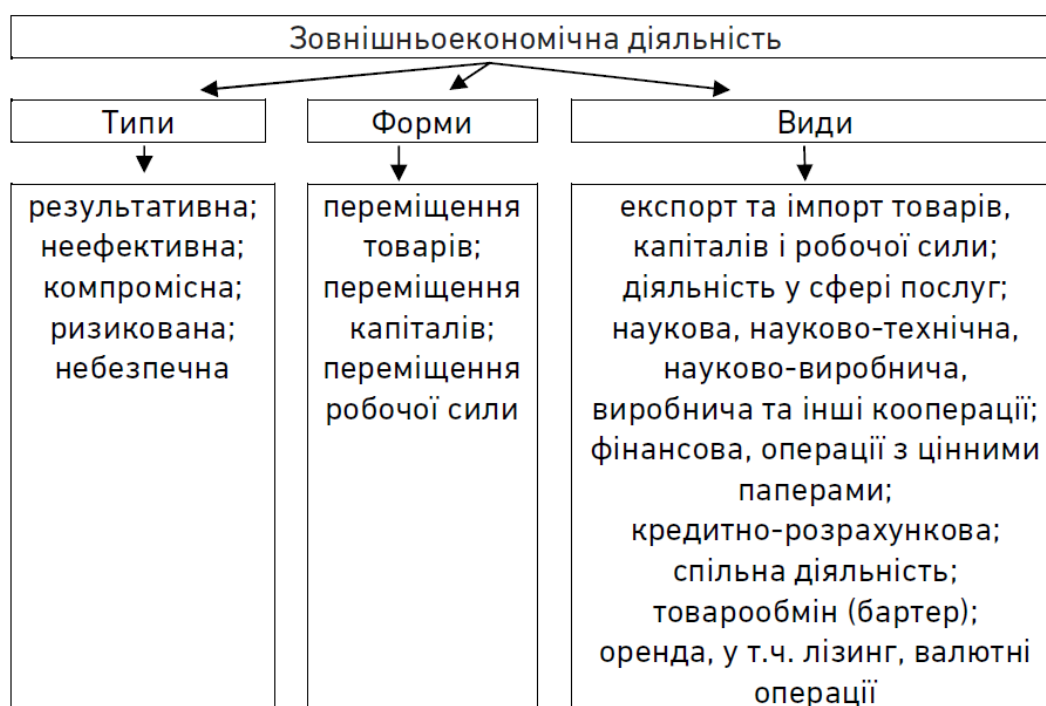 Зовнішньоекономічна діяльність
Типи
Форми
Види
результативна;
неефективна;
компромісна;
ризикована;
небезпечна
переміщення
товарів;
переміщення
капіталів;
переміщення
робочої сили
експорт та імпорт товарів,
капіталів і робочої сили;
діяльність у сфері послуг;
наукова, науково-технічна,
науково-виробнича,
виробнича та інші кооперації;
фінансова, операції з цінними
паперами;
кредитно-розрахункова;
спільна діяльність;
товарообмін (бартер);
оренда, у т.ч. лізинг, валютні
операції